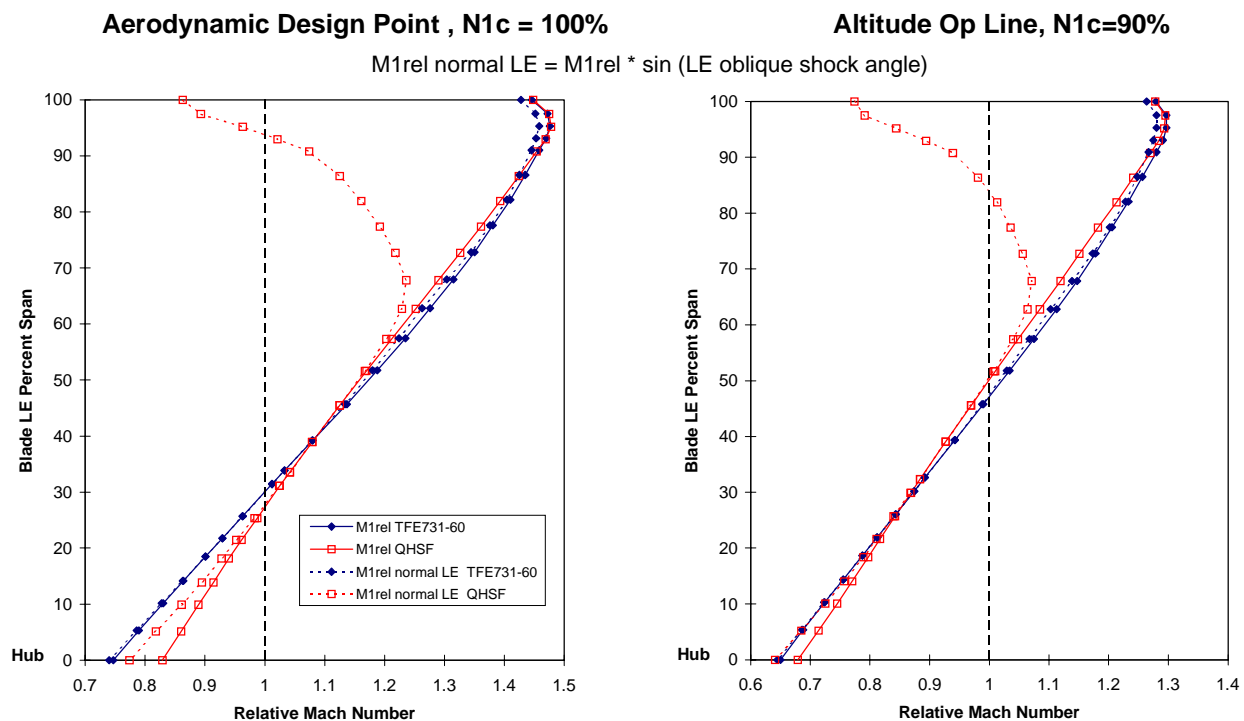 Aerodynamic Design Point , N1c = 100%
Altitude Op Line, N1c=90%
M1rel normal LE = M1rel * sin (LE oblique shock angle)
Blade LE Percent Span
100
90
80
70
60
50
40
30
20
10
0
Hub
0.7 0.8 0.9 1 1.1 1.2 1.3 1.4 1.5
Relative Mach Number
M1rel TFE731-60
M1rel QHSF
M1rel normal LE TFE731-60
M1rel normal LE QHSF
Blade LE Percent Span
100
90
80
70
60
50
40
30
20
10
0
Hub
0.6 0.7 0.8 0.9 1 1.1 1.2 1.3 1.4
Relative Mach Number